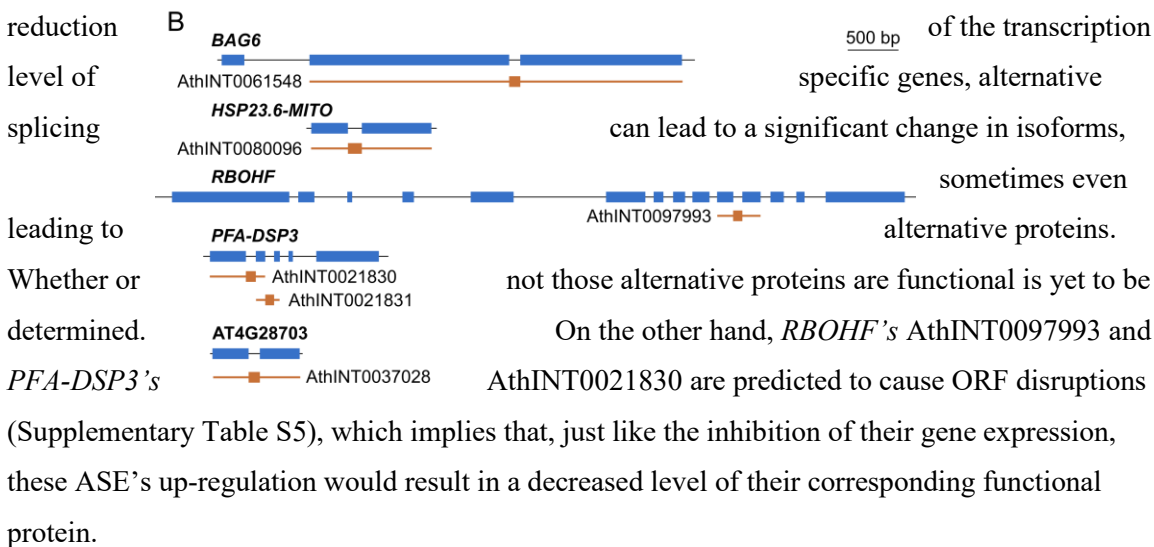 reduction B of the transcription
BAG6 500 bp
level of AthINT0061548 specific genes, alternative
HSP23.6-MITO
splicing can lead to a significant change in isoforms,
AthINT0080096
RBOHF sometimes even
AthINT0097993
leading to PFA-DSP3 alternative proteins.
Whether or AthINT0021830 not those alternative proteins are functional is yet to be
AthINT0021831
determined. AT4G28703 On the other hand, RBOHF’s AthINT0097993 and
PFA-DSP3’s AthINT0037028 AthINT0021830 are predicted to cause ORF disruptions
(Supplementary Table S5), which implies that, just like the inhibition of their gene expression,
these ASE’s up-regulation would result in a decreased level of their corresponding functional
protein.